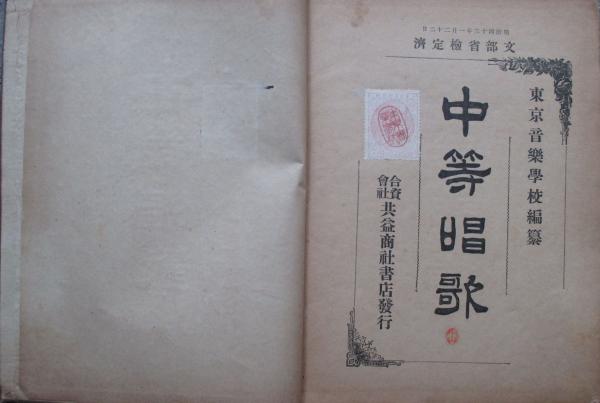 明治四十二年一月二十二日
文部省檢定濟
東京音樂學校編纂
中等唱歌
合資會社
共益商社書店發行